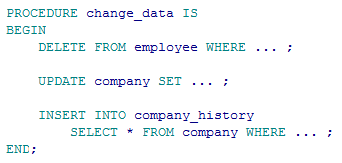 PROCEDURE change_data IS
BEGIN
    DELETE FROM employee WHERE ... ;

    UPDATE company SET ... ;

    INSERT INTO company_history
        SELECT * FROM company WHERE ... ;
END;